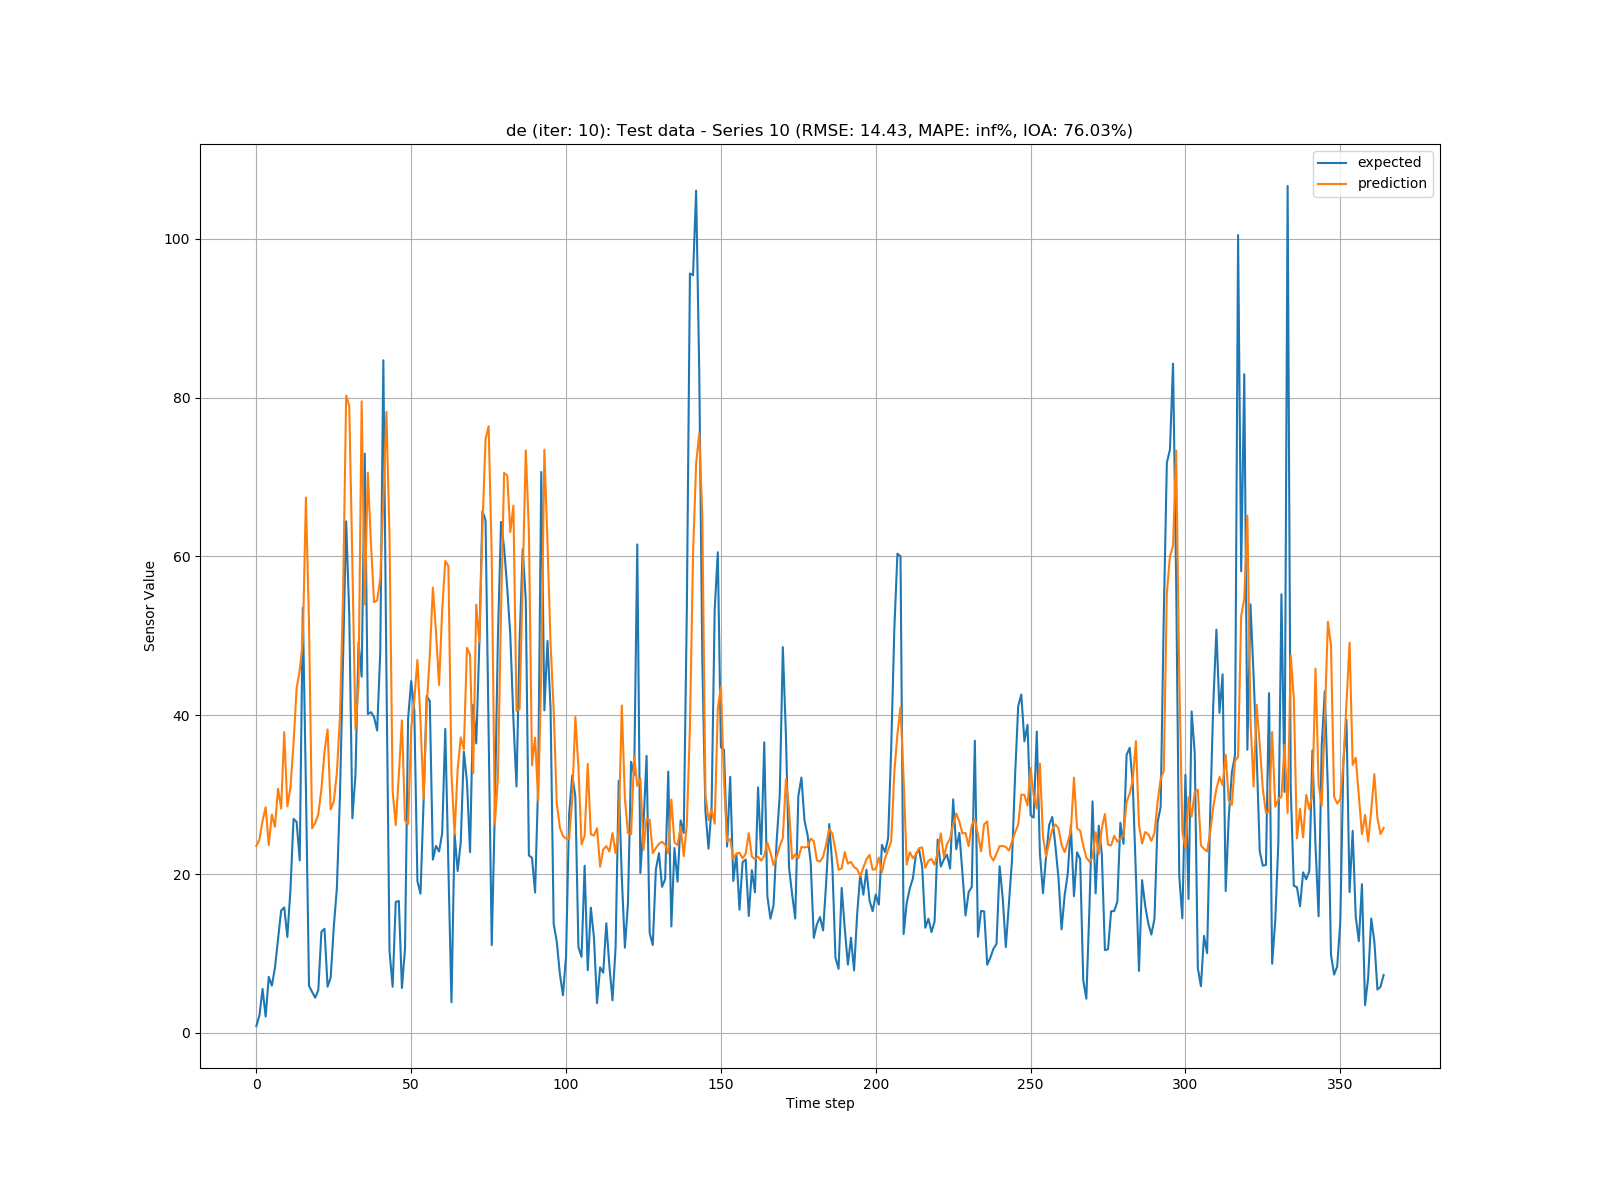 de (iter: 10): Test data - Series 10 (RMSE: 14.43, MAPE: inf%, IOA: 76.03%)
expected
prediction
100
80
60
40
20
0
Sensor Value
0 50 100 150 200 250 300 350
Time step